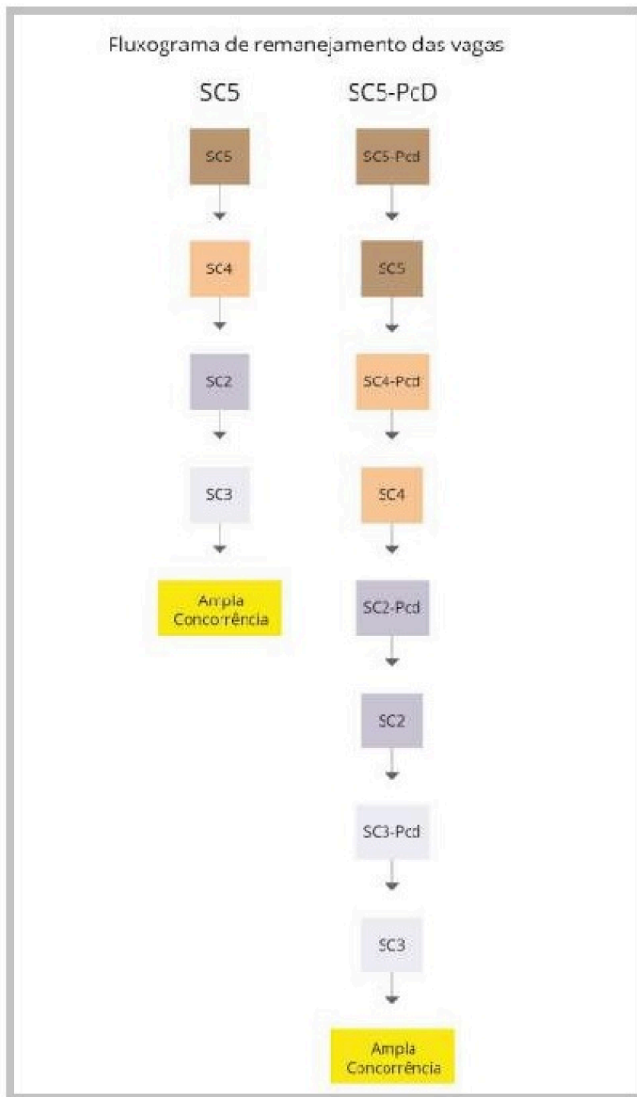 Fluxograma de remanejamento das vagas
SC5
SC5
SC4
SC2
SC3
Ampla
Concorrência
SC5-PcD
SC5-Pcd
SC5
SC4-Pcd
SC4
SC2-Pcd
SC2
SC3-Pcd
SC3
Ampla
Concorrência